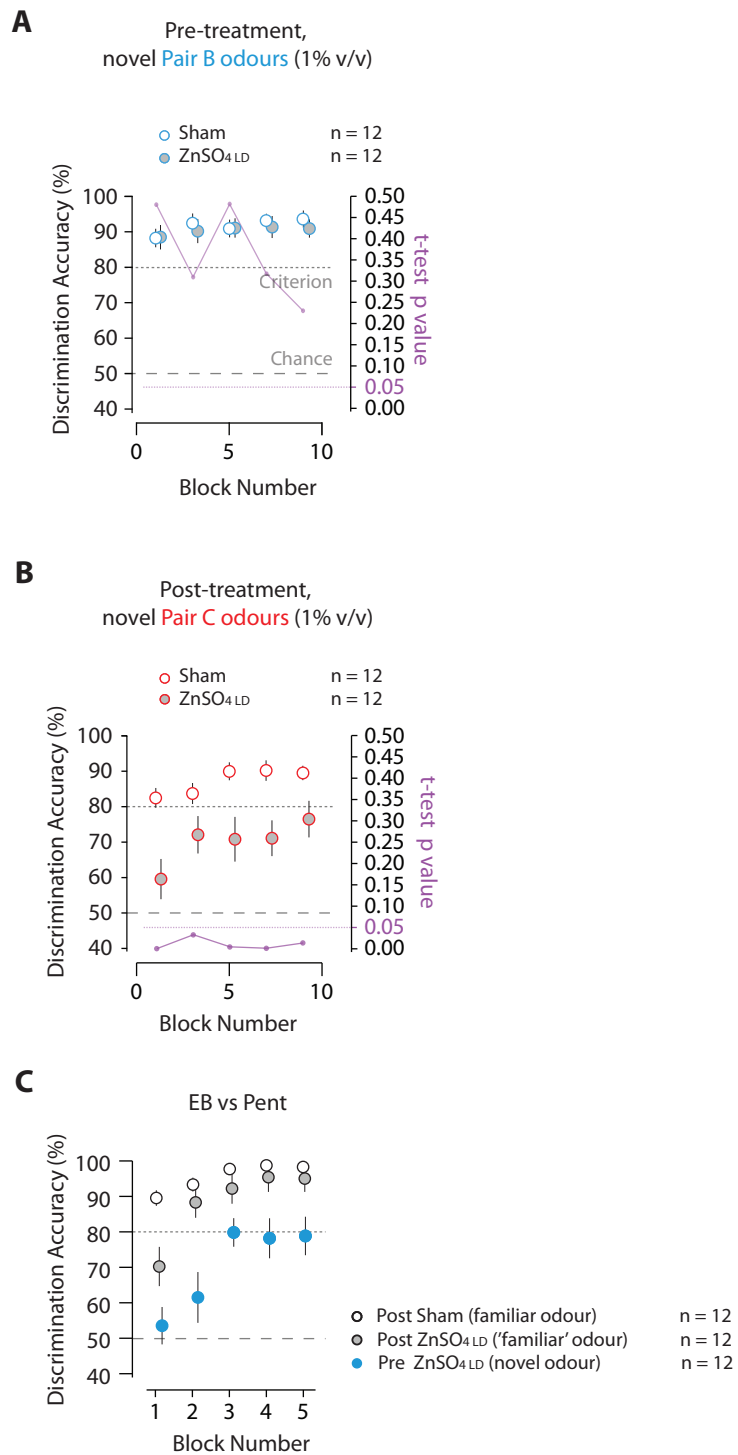 A
Pre-treatment,
novel Pair B odours (1% v/v)
Sham n = 12
ZnSO4 LD n = 12
Discrimination Accuracy (%)
100
90
80
70
60
50
40
Criterion
Chance
0.50
0.45
0.40
0.35
0.30
0.25
0.20
0.15
0.10
0.05
0.00
t-test p value
0 5 10
Block Number
B
Post-treatment,
novel Pair C odours (1% v/v)
Sham n = 12
ZnSO4 LD n = 12
Discrimination Accuracy (%)
100
90
80
70
60
50
40
0.50
0.45
0.40
0.35
0.30
0.25
0.20
0.15
0.10
0.05
0.00
t-test p value
0 5 10
Block Number
C
EB vs Pent
Discrimination Accuracy (%)
100
90
80
70
60
50
40
1 2 3 4 5
Block Number
Post Sham (familiar odour) n = 12
Post ZnSO4 LD ('familiar' odour) n = 12
Pre ZnSO4 LD (novel odour) n = 12